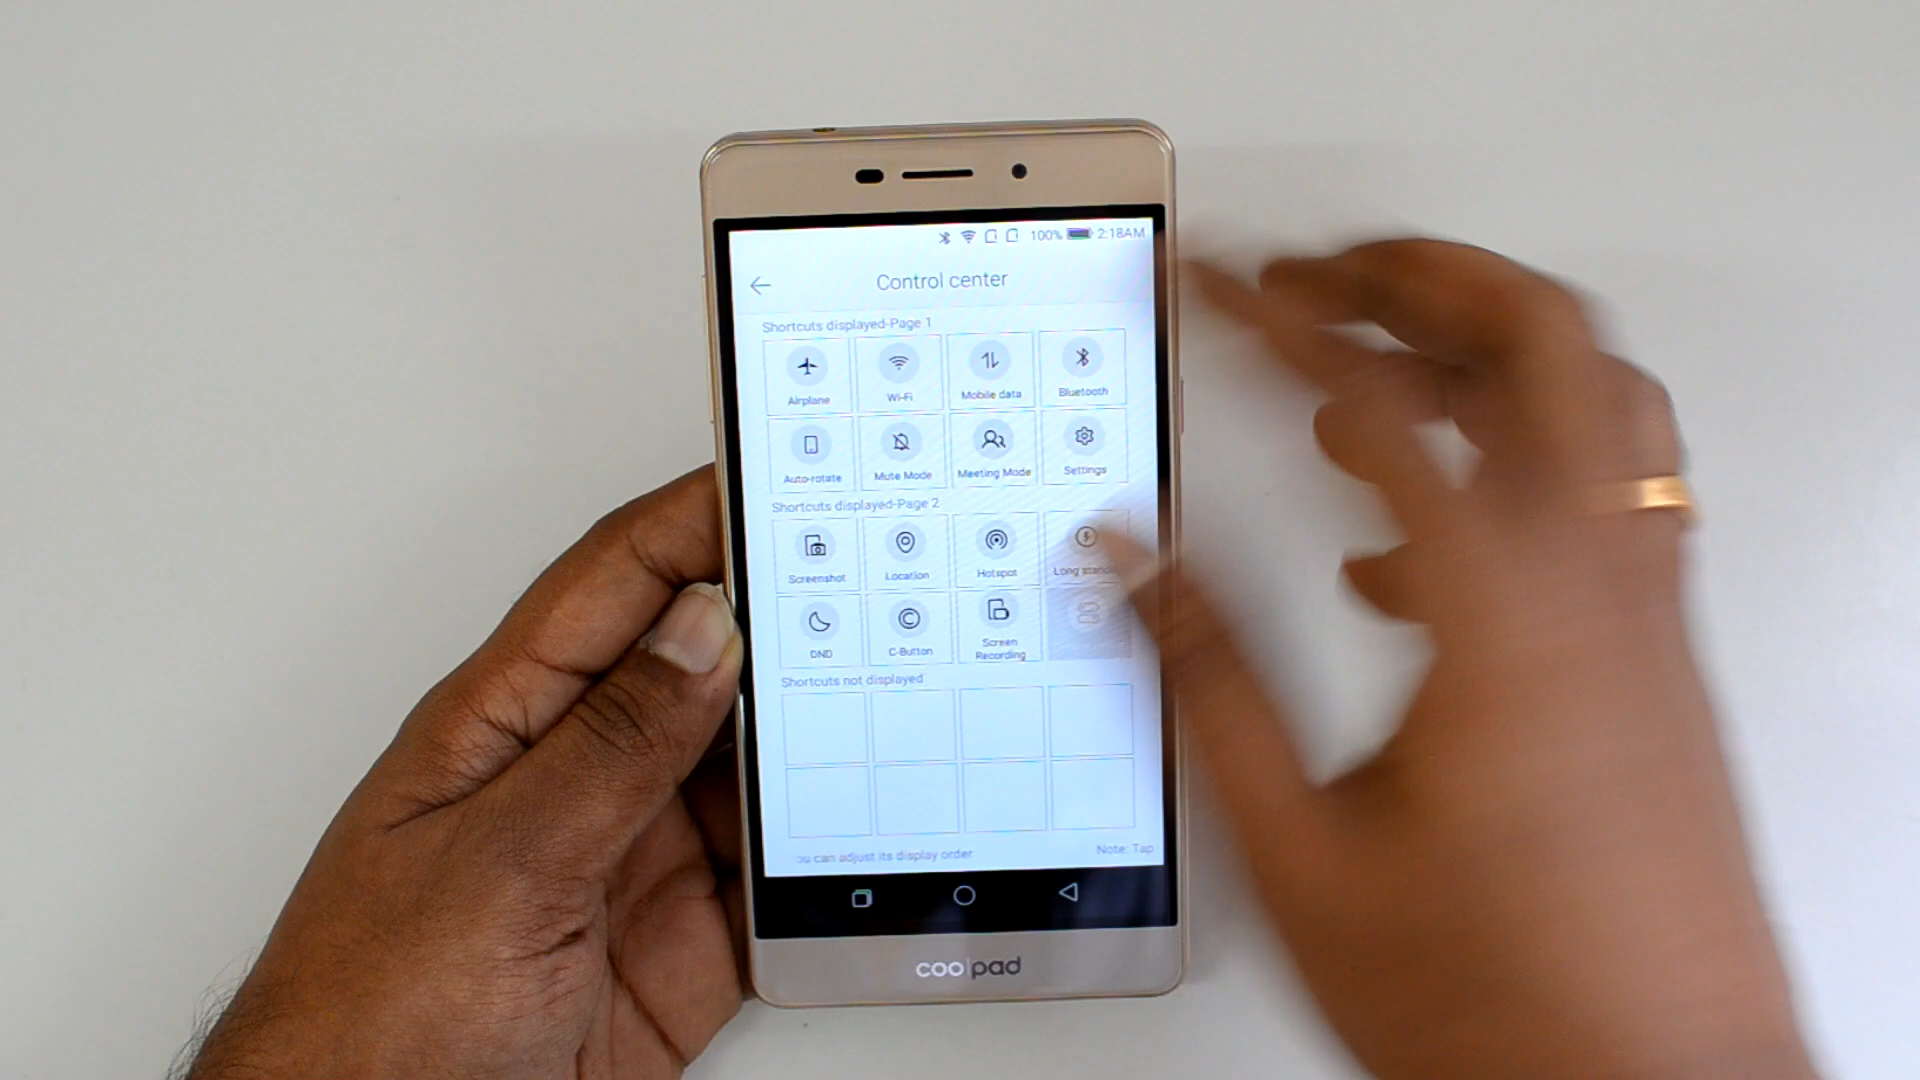 100% 2:18AM
Control center
Shortcuts displayed-Page 1
Airplane Wi-Fi Mobile data Bluetooth
Auto-rotate Mute Mode Meeting Mode Settings
Shortcuts displayed-Page 2
Screenshot Location Hotspot Long
DND C-Button Screen Recording
Shortcuts not displayed
ou can adjust its display order Note: Tap
coolpad